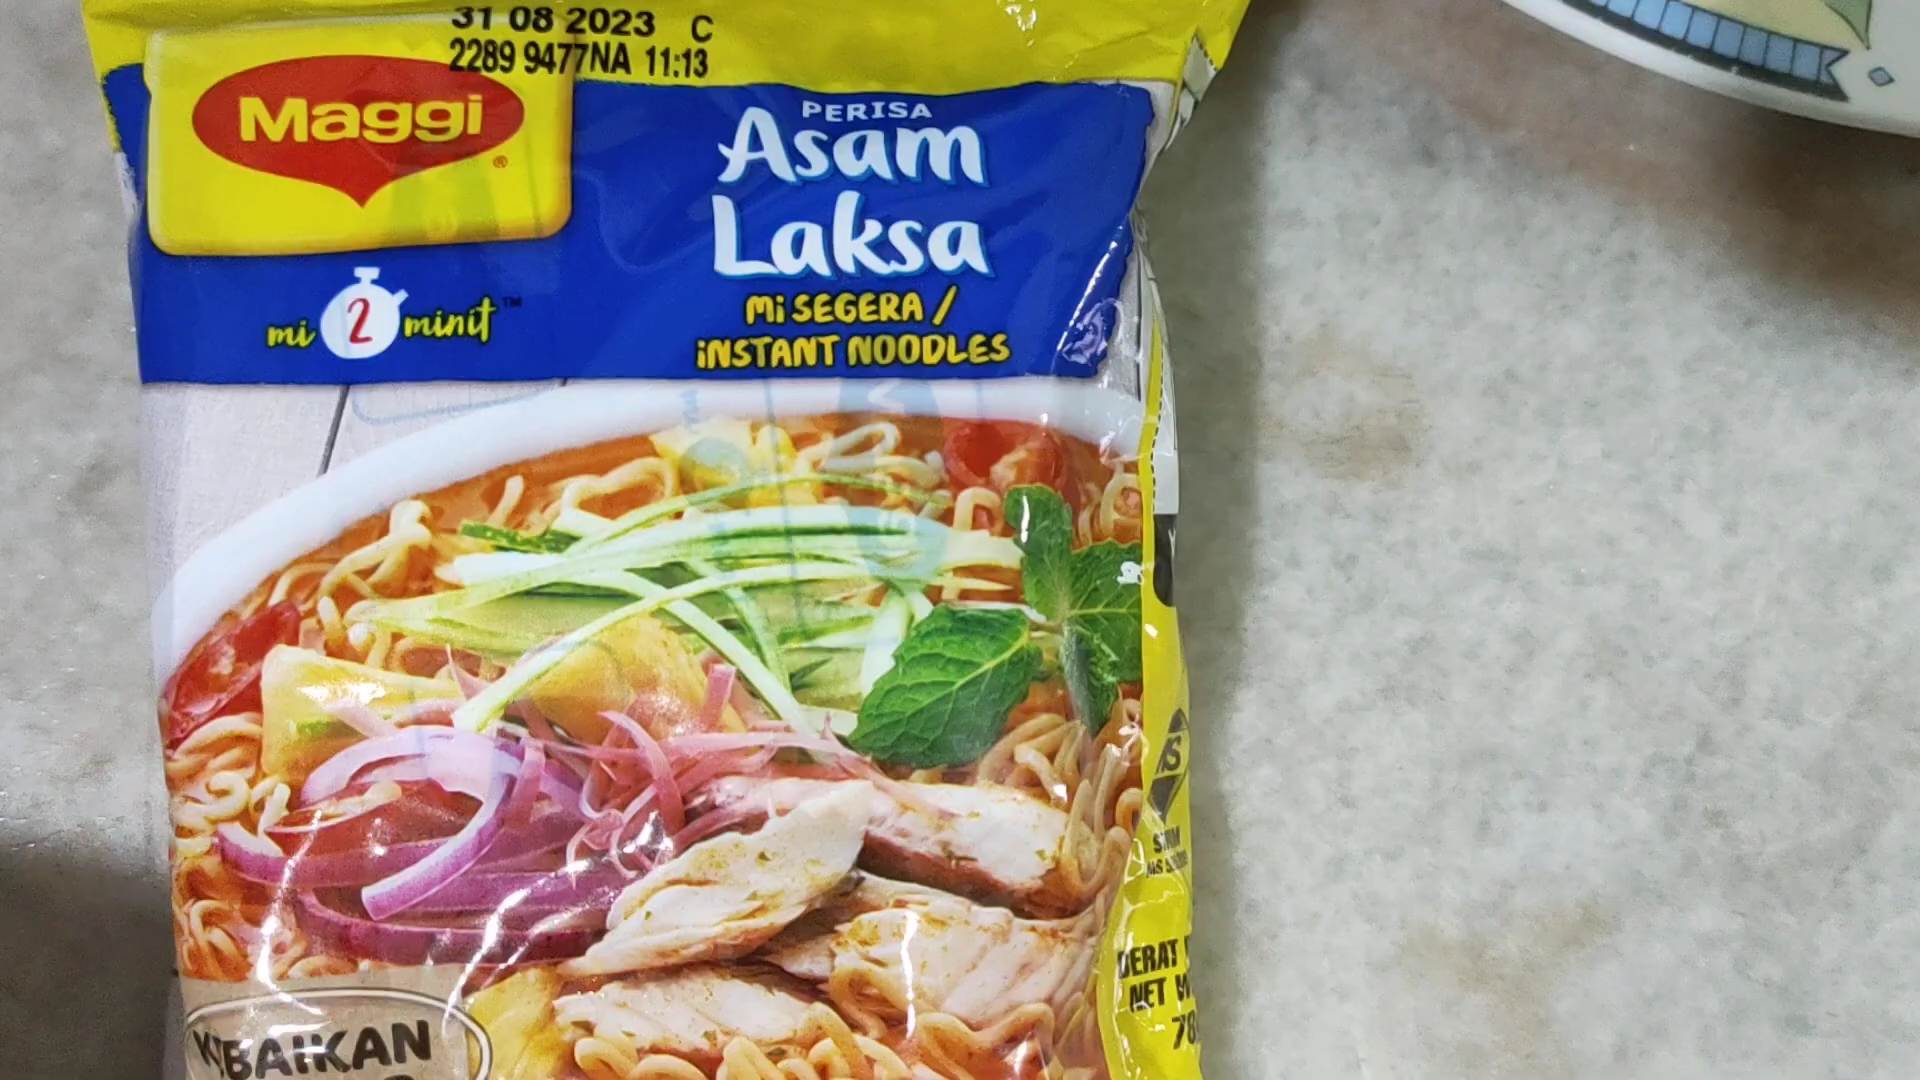 31 08 2023 C
2289 9477NA 11:13
Maggi
®
PERISA
Asam
Laksa
mi 2 minit™
Mi SEGERA /
iNSTANT NOODLES
BERAT
NET
78
KEBAIKAN